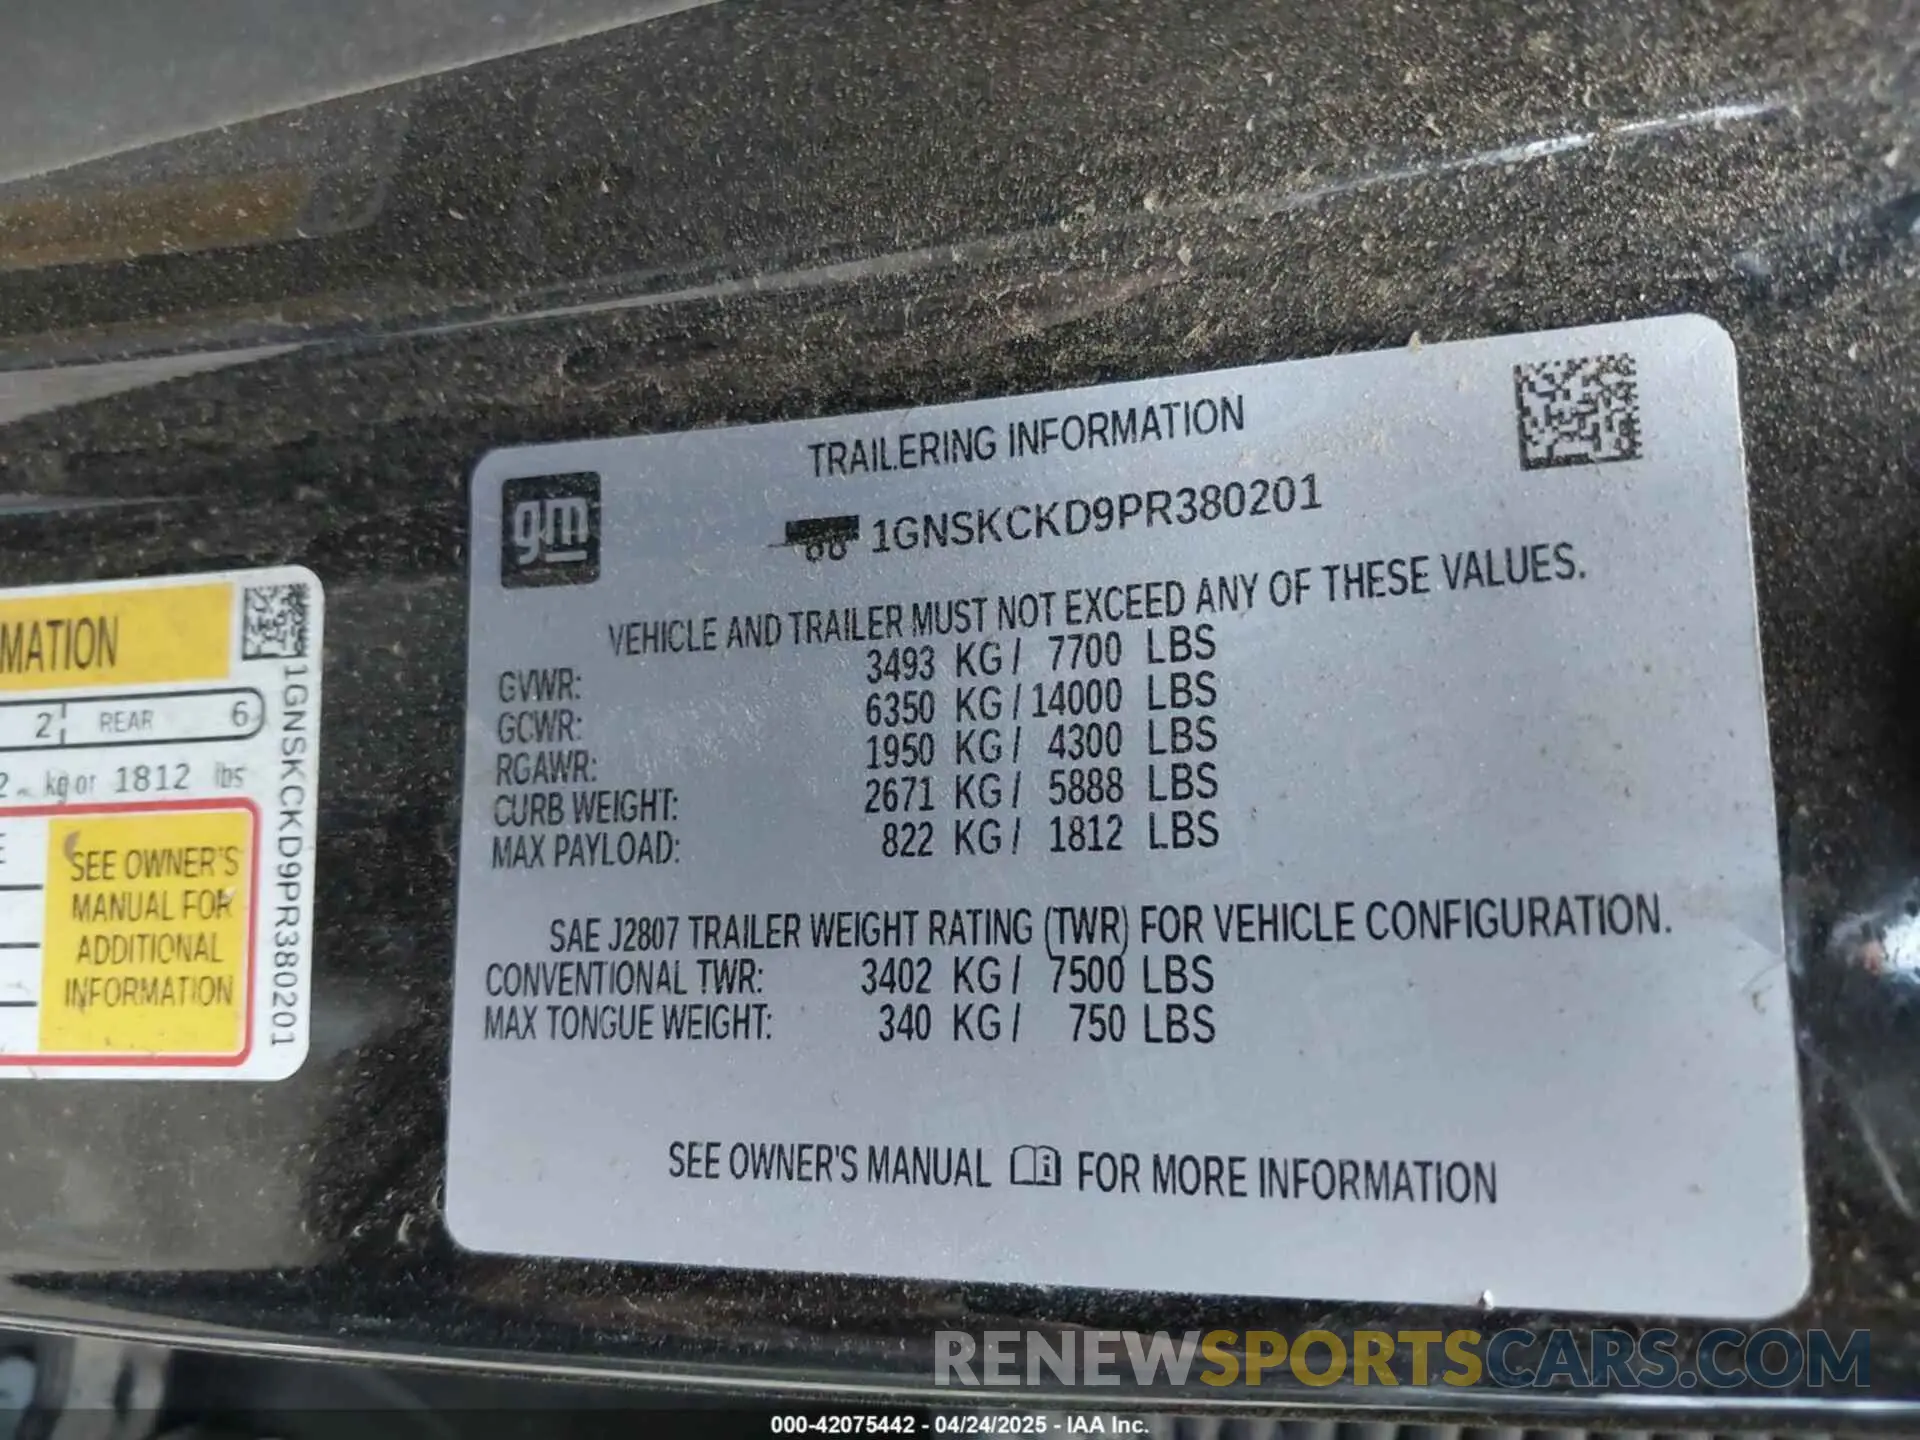 TRAILERING INFORMATION
gm
1GNSKCKD9PR380201
VEHICLE AND TRAILER MUST NOT EXCEED ANY OF THESE VALUES.
GVWR: 3493 KG / 7700 LBS
GCWR: 6350 KG / 14000 LBS
RGAWR: 1950 KG / 4300 LBS
CURB WEIGHT: 2671 KG / 5888 LBS
MAX PAYLOAD: 822 KG / 1812 LBS
SAE J2807 TRAILER WEIGHT RATING (TWR) FOR VEHICLE CONFIGURATION.
CONVENTIONAL TWR: 3402 KG / 7500 LBS
MAX TONGUE WEIGHT: 340 KG / 750 LBS
SEE OWNER'S MANUAL FOR MORE INFORMATION
MATION
2 REAR 6
2 kg or 1812 lbs
E
SEE OWNER'S
MANUAL FOR
ADDITIONAL
INFORMATION
1GNSKCKD9PR380201
RENEWSPORTSCARS.COM
000-42075442 - 04/24/2025 - IAA Inc.